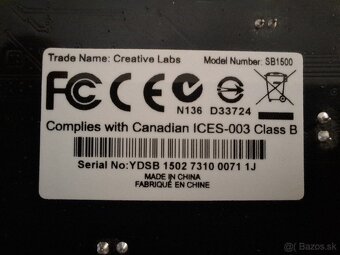 Trade Name: Creative Labs Model Number: SB1500
FC CE N136 D33724
Complies with Canadian ICES-003 Class B
Serial No:YDSB 1502 7310 0071 1J
MADE IN CHINA
FABRIQUÉ EN CHINE
Bazos.sk